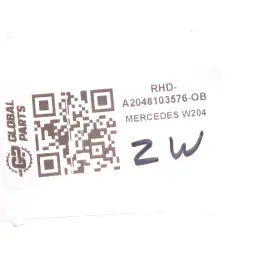 GLOBAL
PARTS
RHD-
A2048103576-OB
MERCEDES W204
ZW